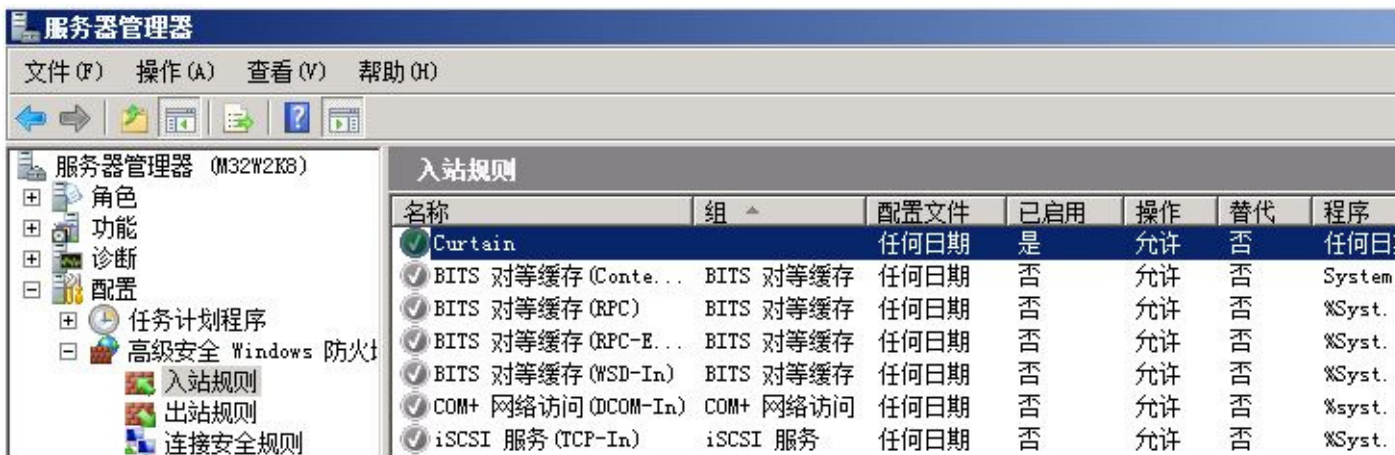 服务器管理器
文件(F) 操作(A) 查看(V) 帮助(H)
服务器管理器 (M32W2K8)
角色
功能
诊断
配置
任务计划程序
高级安全 Windows 防火
入站规则
出站规则
连接安全规则
入站规则
名称 组 配置文件 已启用 操作 替代 程序
Curtain 任何日期 是 允许 否 任何日
BITS 对等缓存(Conte... BITS 对等缓存 任何日期 否 允许 否 System
BITS 对等缓存(RPC) BITS 对等缓存 任何日期 否 允许 否 %Syst.
BITS 对等缓存(RPC-E... BITS 对等缓存 任何日期 否 允许 否 %Syst.
BITS 对等缓存(WSD-In) BITS 对等缓存 任何日期 否 允许 否 %Syst.
COM+ 网络访问(DCOM-In) COM+ 网络访问 任何日期 否 允许 否 %syst.
iSCSI 服务(TCP-In) iSCSI 服务 任何日期 否 允许 否 %Syst.